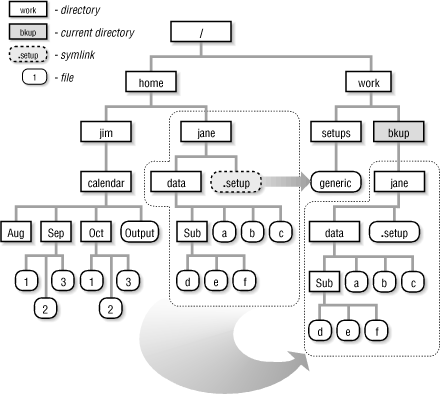 work - directory
bkup - current directory
.setup - symlink
1 - file
/
home work
jim jane setups bkup
calendar data .setup generic jane
Aug Sep Oct Output Sub a b c data .setup
1 3 1 3 d e f Sub a b c
2 2
d e f